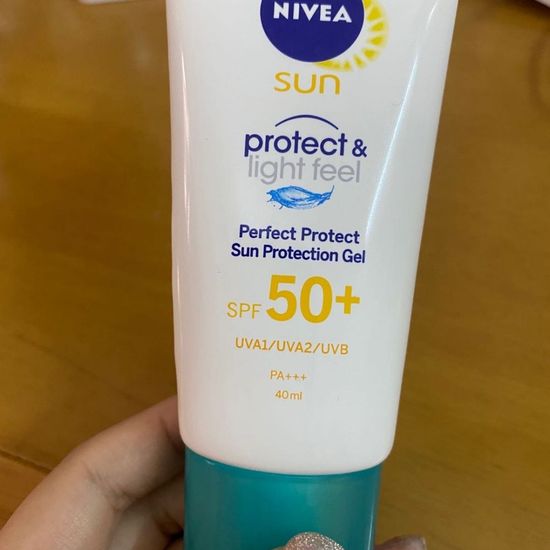 NIVEA
sun
protect &
light feel
Perfect Protect
Sun Protection Gel
SPF 50+
UVA1/UVA2/UVB
PA+++
40ml